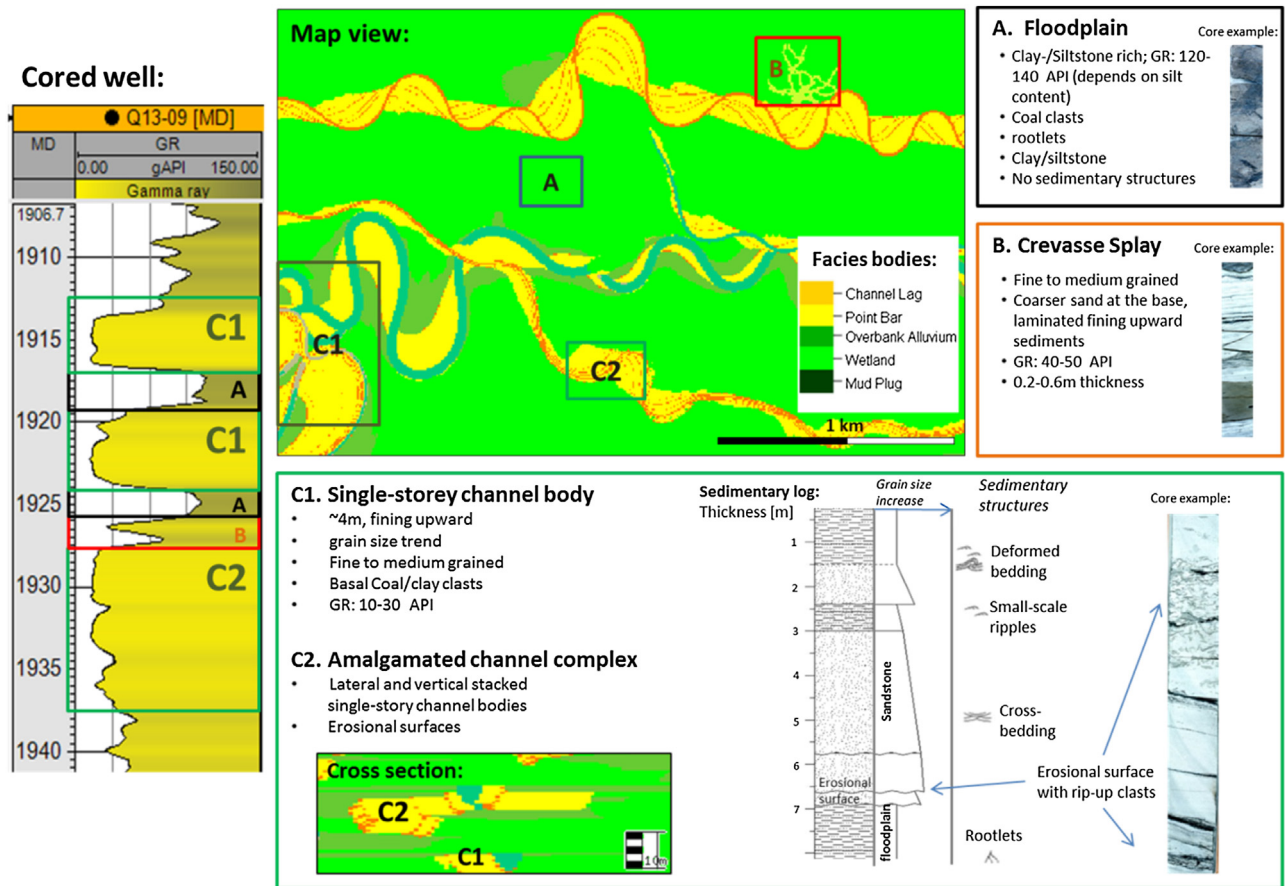 Cored well:
Q13-09 [MD]
MD
GR
0.00 gAPI 150.00
Gamma ray
1906.7
1910
1915
1920
1925
1930
1935
1940
C1
A
C1
A
B
C2
Map view:
B
A
C1
C2
Facies bodies:
Channel Lag
Point Bar
Overbank Alluvium
Wetland
Mud Plug
1 km
A. Floodplain
Core example:
• Clay-/Siltstone rich; GR: 120-
140 API (depends on silt
content)
• Coal clasts
• rootlets
• Clay/siltstone
• No sedimentary structures
B. Crevasse Splay
Core example:
• Fine to medium grained
• Coarser sand at the base,
laminated fining upward
sediments
• GR: 40-50 API
• 0.2-0.6m thickness
C1. Single-storey channel body
• ~4m, fining upward
• grain size trend
• Fine to medium grained
• Basal Coal/clay clasts
• GR: 10-30 API
C2. Amalgamated channel complex
• Lateral and vertical stacked
single-story channel bodies
• Erosional surfaces
Cross section:
C2
C1
10m
Sedimentary log:
Thickness [m]
Grain size
increase
Sedimentary
structures
1
2
3
4
5
6
7
Sandstone
Erosional
surface
floodplain
Deformed
bedding
Small-scale
ripples
Cross-
bedding
Erosional surface
with rip-up clasts
Rootlets
Core example: